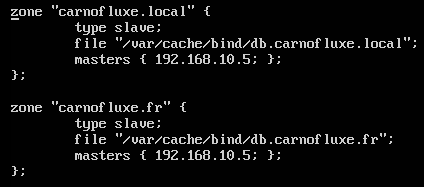 zone "carnofluxe.local" {
        type slave;
        file "/var/cache/bind/db.carnofluxe.local";
        masters { 192.168.10.5; };
};

zone "carnofluxe.fr" {
        type slave;
        file "/var/cache/bind/db.carnofluxe.fr";
        masters { 192.168.10.5; };
};